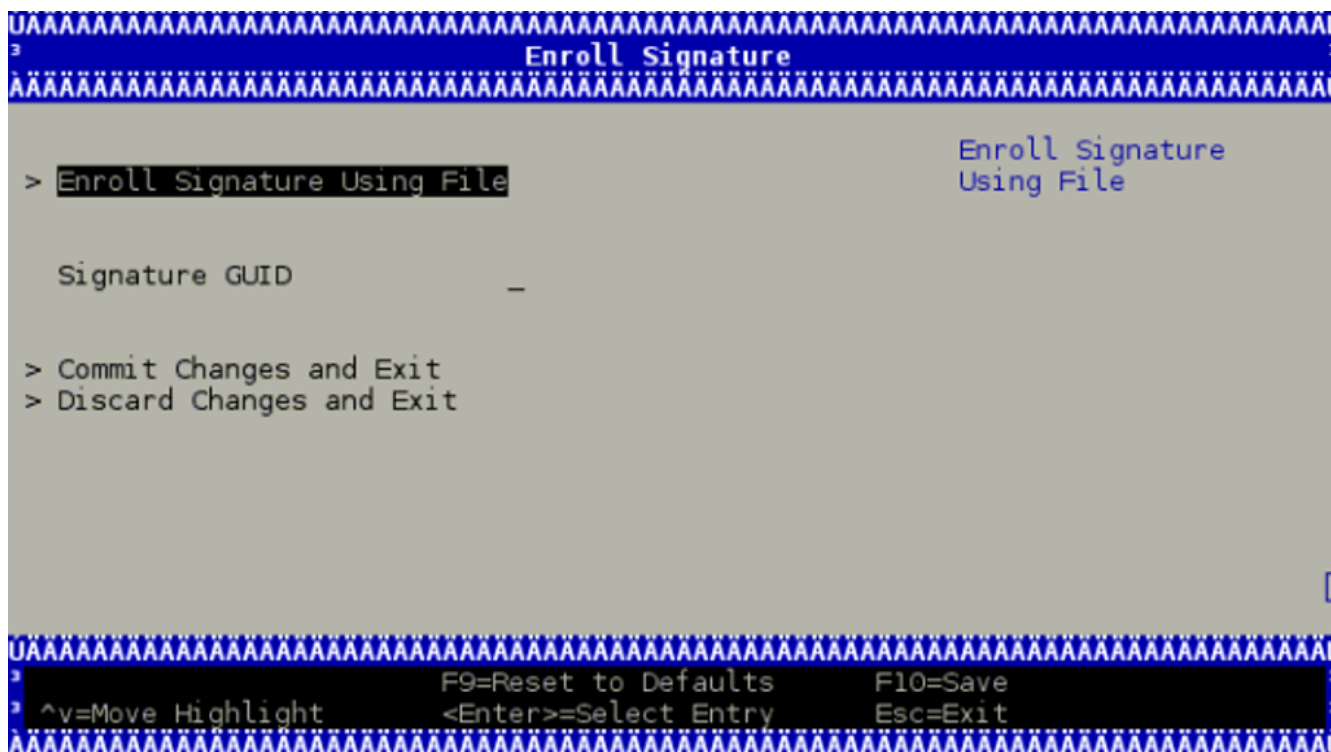 Enroll Signature
Enroll Signature
> Enroll Signature Using File
Using File
Signature GUID _
> Commit Changes and Exit
> Discard Changes and Exit
F9=Reset to Defaults F10=Save
^v=Move Highlight <Enter>=Select Entry Esc=Exit